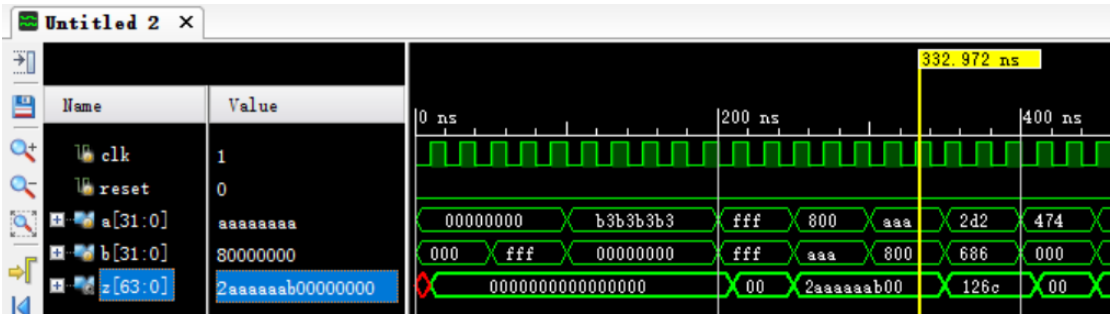 Untitled 2 X
332.972 ns
Name Value
0 ns 200 ns 400 ns
clk 1
reset 0
a[31:0] aaaaaaaa 00000000 b3b3b3b3 fff 800 aaa 2d2 474
b[31:0] 80000000 000 fff 00000000 fff aaa 800 686 000
z[63:0] 2aaaaaab00000000 0000000000000000 00 2aaaaaab00 126c 00